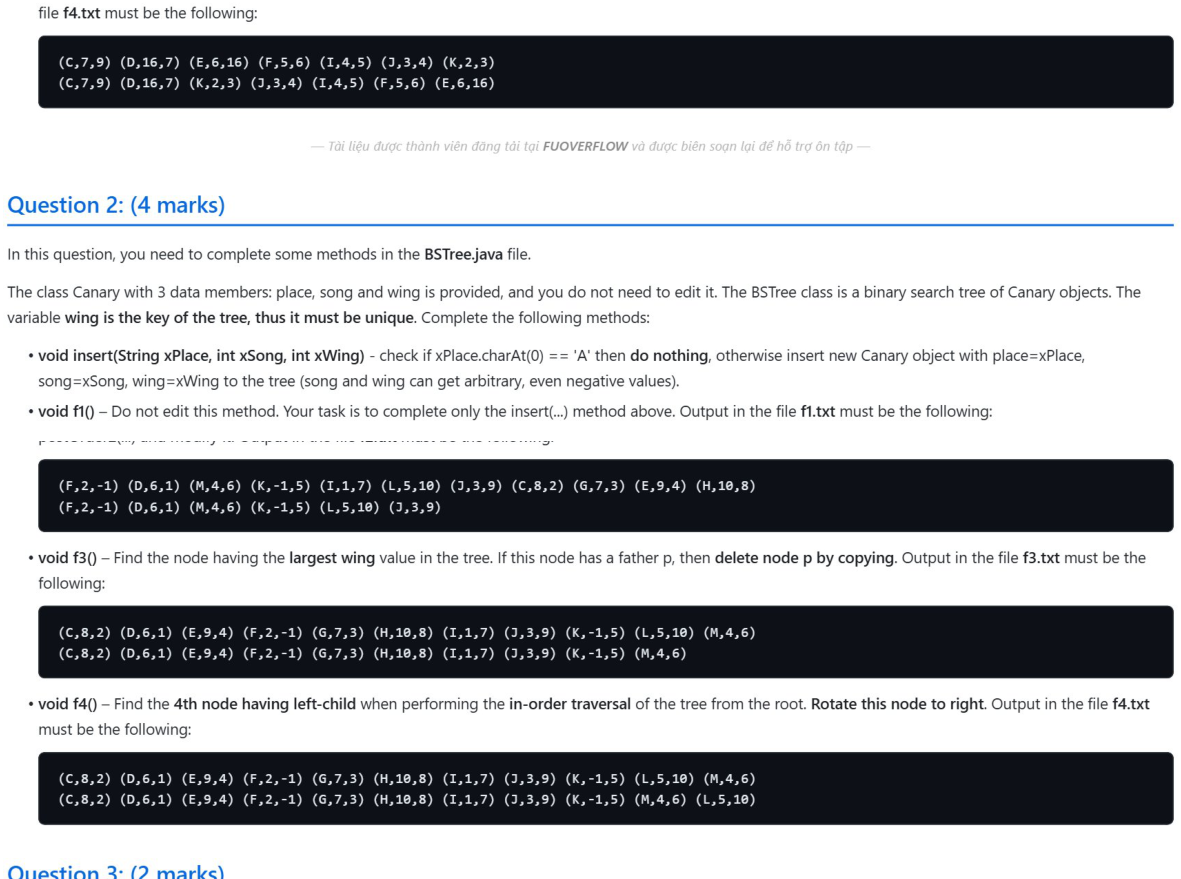 file f4.txt must be the following:
(C,7,9) (D,16,7) (E,6,16) (F,5,6) (I,4,5) (J,3,4) (K,2,3)
(C,7,9) (D,16,7) (K,2,3) (J,3,4) (I,4,5) (F,5,6) (E,6,16)
— Tài liệu được thành viên đăng tải tại FUOVERFLOW và được biên soạn lại để hỗ trợ ôn tập —
Question 2: (4 marks)
In this question, you need to complete some methods in the BSTree.java file.
The class Canary with 3 data members: place, song and wing is provided, and you do not need to edit it. The BSTree class is a binary search tree of Canary objects. The
variable wing is the key of the tree, thus it must be unique. Complete the following methods:
• void insert(String xPlace, int xSong, int xWing) - check if xPlace.charAt(0) == 'A' then do nothing, otherwise insert new Canary object with place=xPlace,
song=xSong, wing=xWing to the tree (song and wing can get arbitrary, even negative values).
• void f1() – Do not edit this method. Your task is to complete only the insert(...) method above. Output in the file f1.txt must be the following:
(F,2,-1) (D,6,1) (M,4,6) (K,-1,5) (I,1,7) (L,5,10) (J,3,9) (C,8,2) (G,7,3) (E,9,4) (H,10,8)
(F,2,-1) (D,6,1) (M,4,6) (K,-1,5) (L,5,10) (J,3,9)
• void f3() – Find the node having the largest wing value in the tree. If this node has a father p, then delete node p by copying. Output in the file f3.txt must be the
following:
(C,8,2) (D,6,1) (E,9,4) (F,2,-1) (G,7,3) (H,10,8) (I,1,7) (J,3,9) (K,-1,5) (L,5,10) (M,4,6)
(C,8,2) (D,6,1) (E,9,4) (F,2,-1) (G,7,3) (H,10,8) (I,1,7) (J,3,9) (K,-1,5) (M,4,6)
• void f4() – Find the 4th node having left-child when performing the in-order traversal of the tree from the root. Rotate this node to right. Output in the file f4.txt
must be the following:
(C,8,2) (D,6,1) (E,9,4) (F,2,-1) (G,7,3) (H,10,8) (I,1,7) (J,3,9) (K,-1,5) (L,5,10) (M,4,6)
(C,8,2) (D,6,1) (E,9,4) (F,2,-1) (G,7,3) (H,10,8) (I,1,7) (J,3,9) (K,-1,5) (M,4,6) (L,5,10)
Question 3: (2 marks)